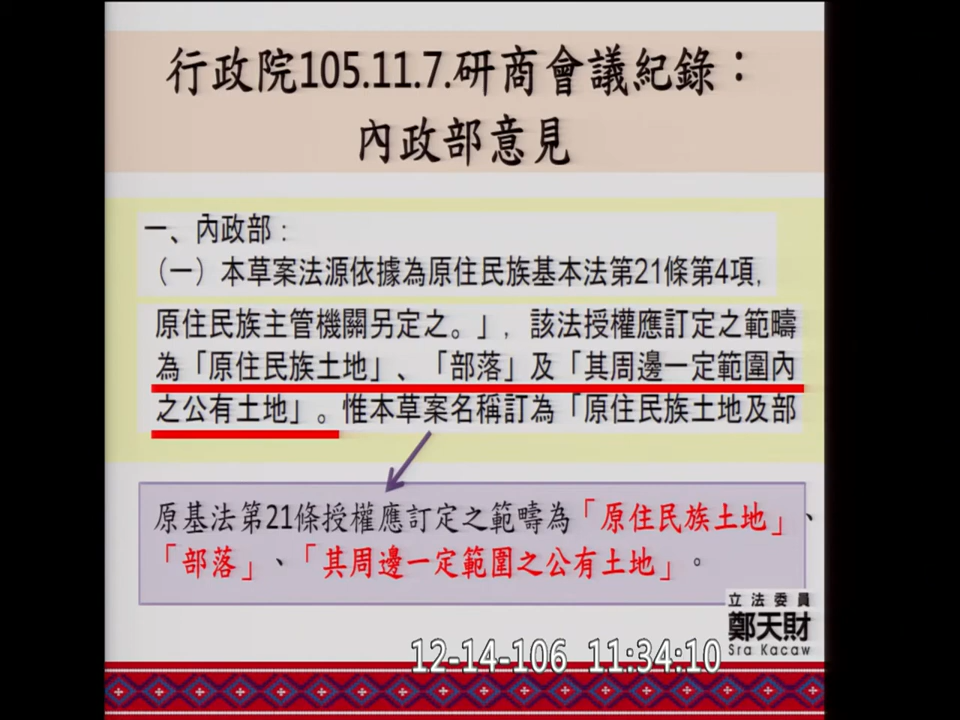 行政院105.11.7.研商會議紀錄：
內政部意見
一、內政部：
（一）本草案法源依據為原住民族基本法第21條第4項，
原住民族主管機關另定之。」，該法授權應訂定之範疇
為「原住民族土地」、「部落」及「其周邊一定範圍內
之公有土地」。惟本草案名稱訂為「原住民族土地及部
原基法第21條授權應訂定之範疇為「原住民族土地」、
「部落」、「其周邊一定範圍之公有土地」。
立法委員
鄭天財
Sra Kacaw
12-14-106 11:34:10